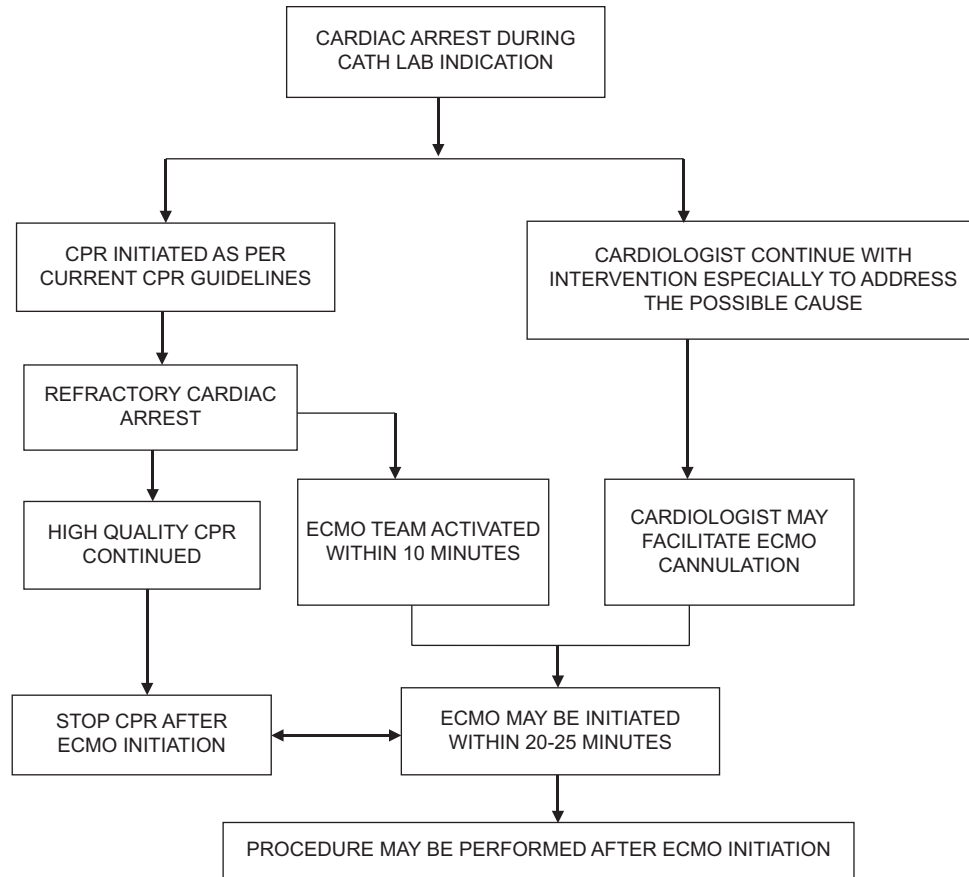 CARDIAC ARREST DURING
CATH LAB INDICATION
CPR INITIATED AS PER
CURRENT CPR GUIDELINES
CARDIOLOGIST CONTINUE WITH
INTERVENTION ESPECIALLY TO ADDRESS
THE POSSIBLE CAUSE
REFRACTORY CARDIAC
ARREST
HIGH QUALITY CPR
CONTINUED
ECMO TEAM ACTIVATED
WITHIN 10 MINUTES
CARDIOLOGIST MAY
FACILITATE ECMO
CANNULATION
STOP CPR AFTER
ECMO INITIATION
ECMO MAY BE INITIATED
WITHIN 20-25 MINUTES
PROCEDURE MAY BE PERFORMED AFTER ECMO INITIATION